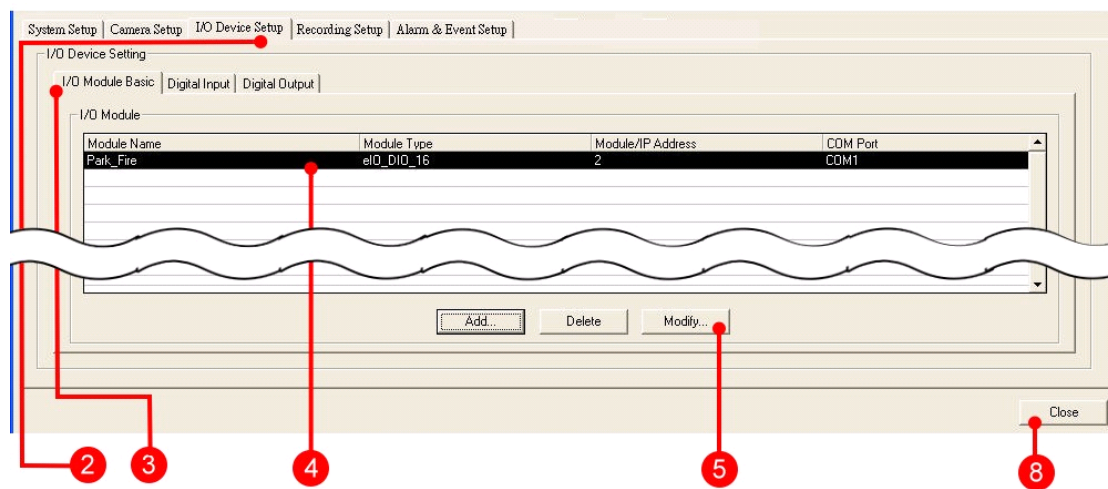 System Setup Camera Setup I/O Device Setup Recording Setup Alarm & Event Setup
I/O Device Setting
I/O Module Basic Digital Input Digital Output
I/O Module
Module Name Module Type Module/IP Address COM Port
Park_Fire eIO_DIO_16 2 COM1
Add... Delete Modify...
Close
2 3 4 5 8